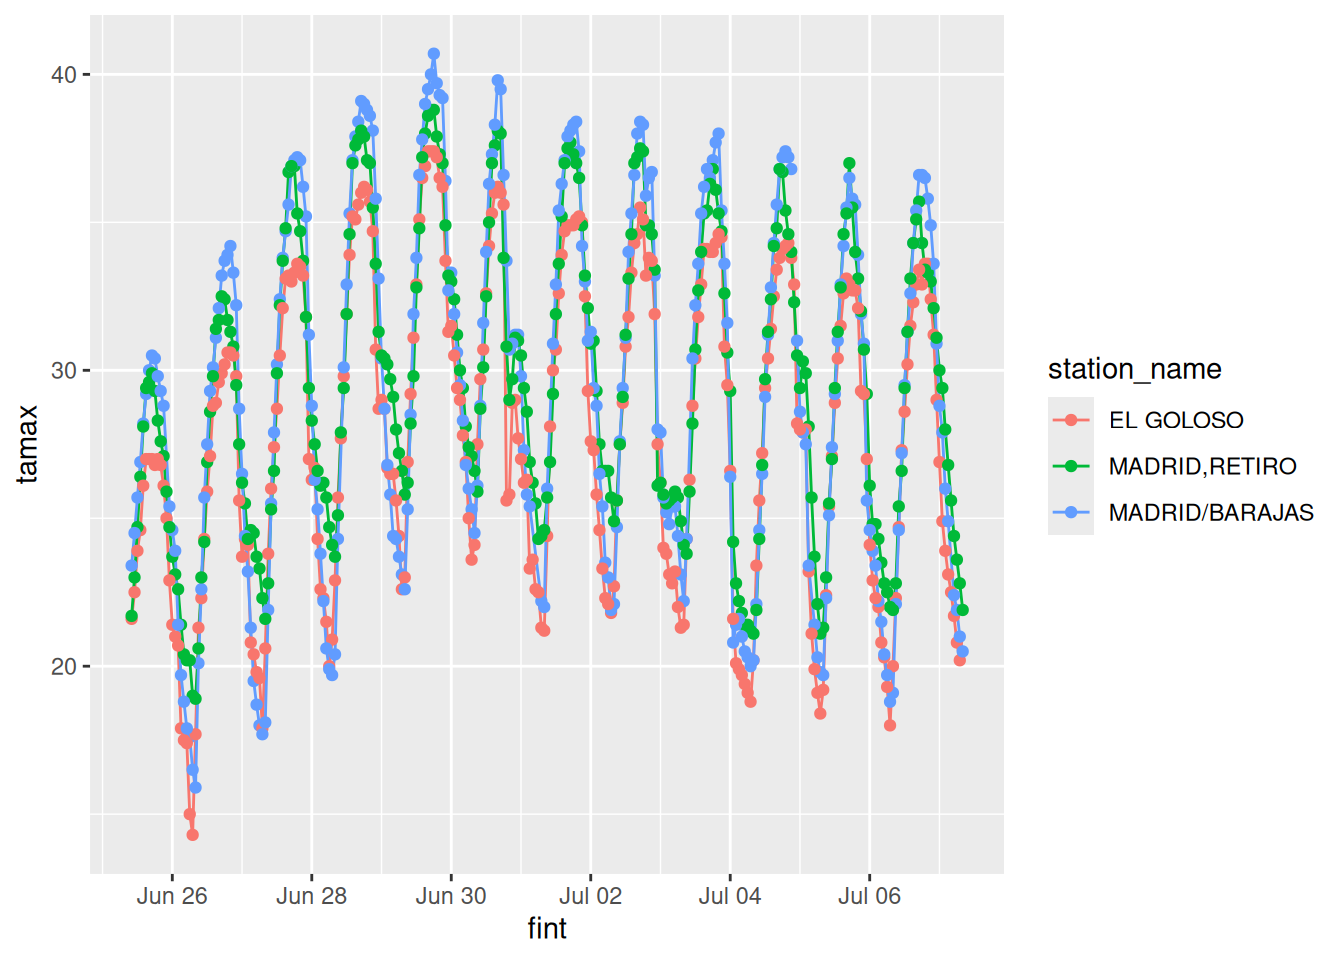 40
30
20
tamax
Jun 26
Jun 28
Jun 30
Jul 02
Jul 04
Jul 06
fint
station_name
EL GOLOSO
MADRID,RETIRO
MADRID/BARAJAS